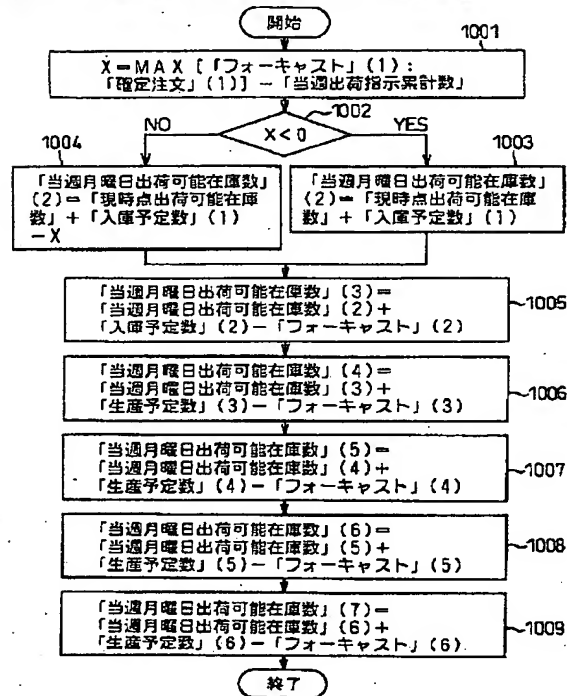 開始
1001
X=MAX [「フォーキャスト」(1):
「確定注文」(1)] -「当週出荷指示累計数」
1002
X<0
NO
YES
1004
「当週月曜日出荷可能在庫数」
(2)=「現時点出荷可能在庫
数」+「入庫予定数」(1)
-X
1003
「当週月曜日出荷可能在庫数」
(2)=「現時点出荷可能在庫
数」+「入庫予定数」(1)
「当週月曜日出荷可能在庫数」(3)=
「当週月曜日出荷可能在庫数」(2)+
「入庫予定数」(2)-「フォーキャスト」(2)
1005
「当週月曜日出荷可能在庫数」(4)=
「当週月曜日出荷可能在庫数」(3)+
「生産予定数」(3)-「フォーキャスト」(3)
1006
「当週月曜日出荷可能在庫数」(5)=
「当週月曜日出荷可能在庫数」(4)+
「生産予定数」(4)-「フォーキャスト」(4)
1007
「当週月曜日出荷可能在庫数」(6)=
「当週月曜日出荷可能在庫数」(5)+
「生産予定数」(5)-「フォーキャスト」(5)
1008
「当週月曜日出荷可能在庫数」(7)=
「当週月曜日出荷可能在庫数」(6)+
「生産予定数」(6)-「フォーキャスト」(6)
1009
終了